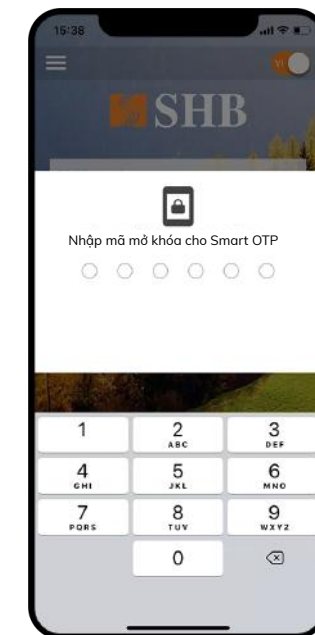 15:38
VI
SHB
Nhập mã mở khóa cho Smart OTP
1
2
ABC
3
DEF
4
GHI
5
JKL
6
MNO
7
PQRS
8
TUV
9
WXYZ
0